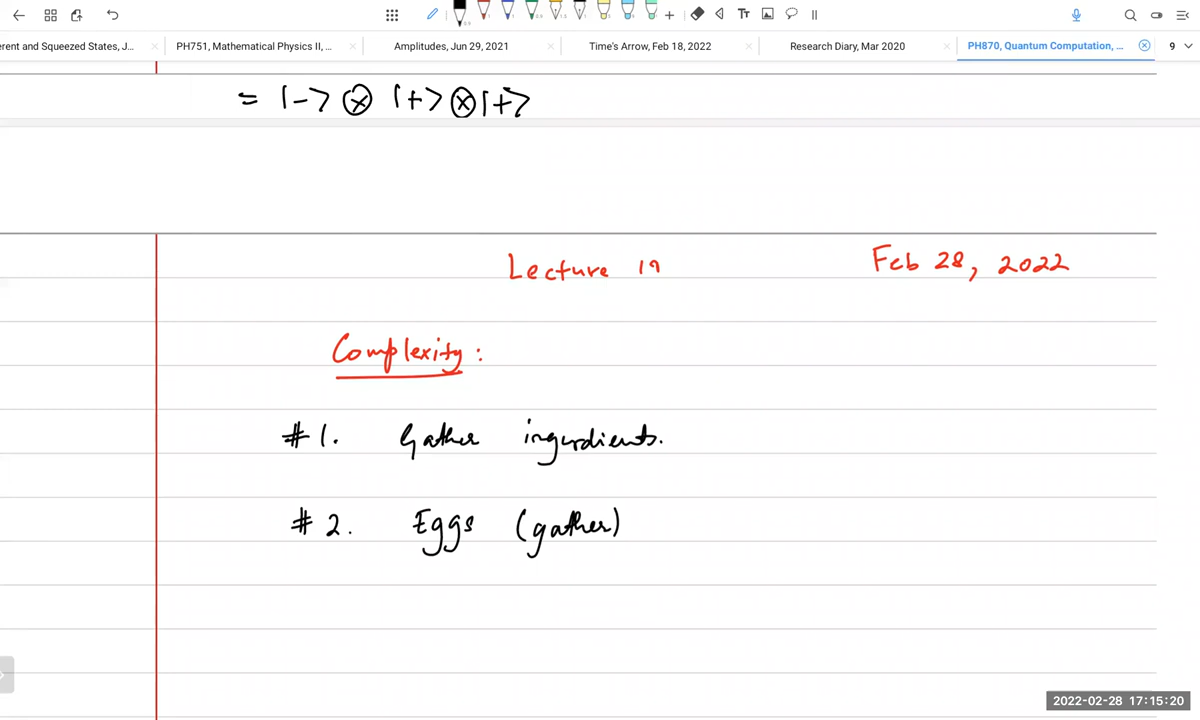 erent and Squeezed States, J... PH751, Mathematical Physics II, ... Amplitudes, Jun 29, 2021 Time's Arrow, Feb 18, 2022 Research Diary, Mar 2020 PH870, Quantum Computation, ... 9
= |-> ⊗ |+> ⊗ |+>
Lecture 19 Feb 28, 2022
Complexity :
#1. Gather ingredients.
#2. Eggs (gather)
2022-02-28 17:15:20